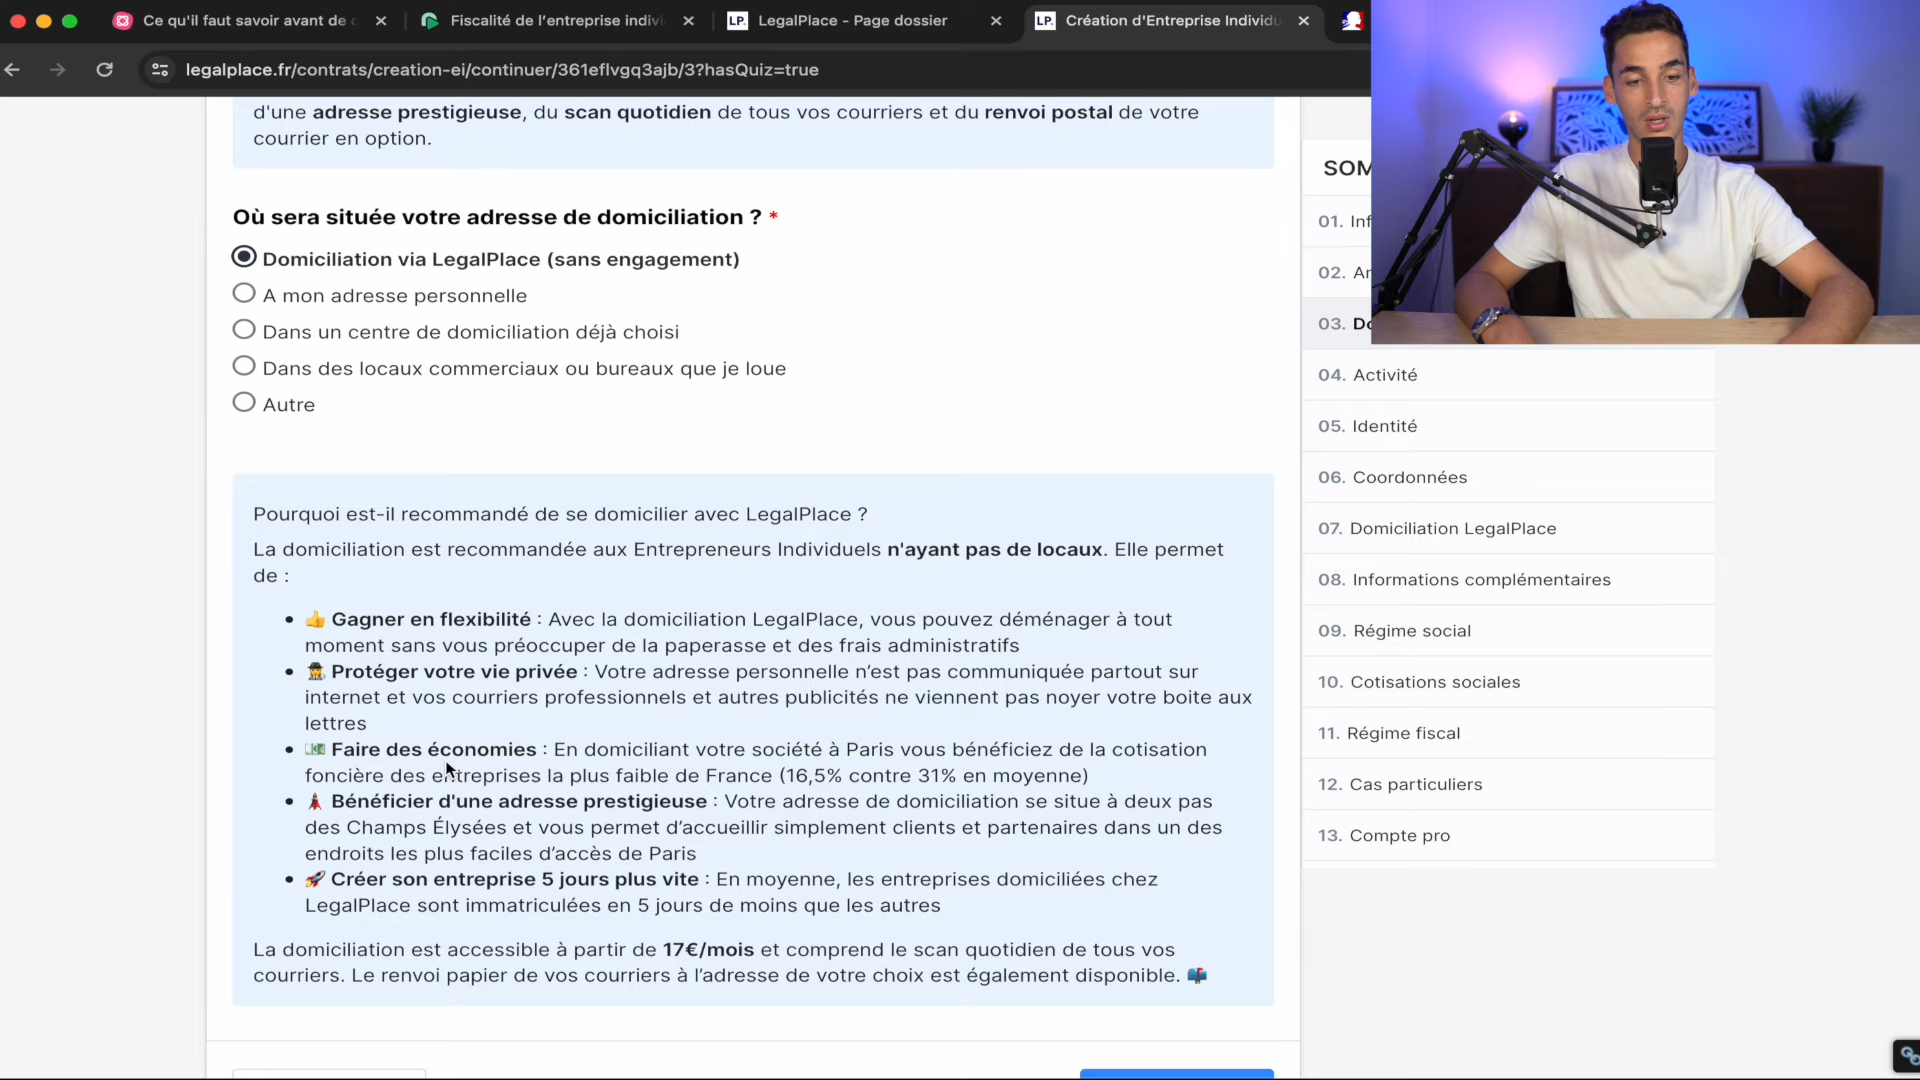 Ce qu'il faut savoir avant de
Fiscalité de l'entreprise indivi
LP. LegalPlace - Page dossier
LP. Création d'Entreprise Individu
legalplace.fr/contrats/creation-ei/continuer/361eflvgq3ajb/3?hasQuiz=true
d'une adresse prestigieuse, du scan quotidien de tous vos courriers et du renvoi postal de votre
courrier en option.
Où sera située votre adresse de domiciliation ? *
Domiciliation via LegalPlace (sans engagement)
A mon adresse personnelle
Dans un centre de domiciliation déjà choisi
Dans des locaux commerciaux ou bureaux que je loue
Autre
Pourquoi est-il recommandé de se domicilier avec LegalPlace ?
La domiciliation est recommandée aux Entrepreneurs Individuels n'ayant pas de locaux. Elle permet
de :
• 👍 Gagner en flexibilité : Avec la domiciliation LegalPlace, vous pouvez déménager à tout
moment sans vous préoccuper de la paperasse et des frais administratifs
• 🕵️ Protéger votre vie privée : Votre adresse personnelle n’est pas communiquée partout sur
internet et vos courriers professionnels et autres publicités ne viennent pas noyer votre boite aux
lettres
• 💵 Faire des économies : En domiciliant votre société à Paris vous bénéficiez de la cotisation
foncière des entreprises la plus faible de France (16,5% contre 31% en moyenne)
• 🗼 Bénéficier d'une adresse prestigieuse : Votre adresse de domiciliation se situe à deux pas
des Champs Élysées et vous permet d’accueillir simplement clients et partenaires dans un des
endroits les plus faciles d’accès de Paris
• 🚀 Créer son entreprise 5 jours plus vite : En moyenne, les entreprises domiciliées chez
LegalPlace sont immatriculées en 5 jours de moins que les autres
La domiciliation est accessible à partir de 17€/mois et comprend le scan quotidien de tous vos
courriers. Le renvoi papier de vos courriers à l’adresse de votre choix est également disponible. 📬
SOM
01. Inf
02. Ar
03. Do
04. Activité
05. Identité
06. Coordonnées
07. Domiciliation LegalPlace
08. Informations complémentaires
09. Régime social
10. Cotisations sociales
11. Régime fiscal
12. Cas particuliers
13. Compte pro